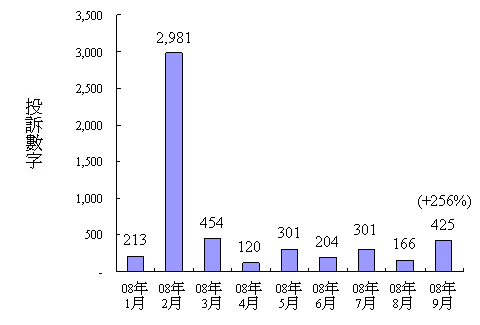 投訴數字
3,500
3,000
2,500
2,000
1,500
1,000
500
-
213
2,981
454
120
301
204
301
166
(+256%)
425
08年
1月
08年
2月
08年
3月
08年
4月
08年
5月
08年
6月
08年
7月
08年
8月
08年
9月